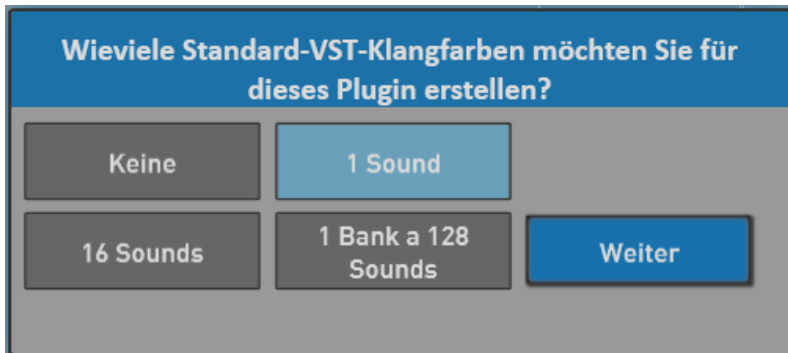 Wieviele Standard-VST-Klangfarben möchten Sie für
dieses Plugin erstellen?
Keine
1 Sound
16 Sounds
1 Bank a 128
Sounds
Weiter